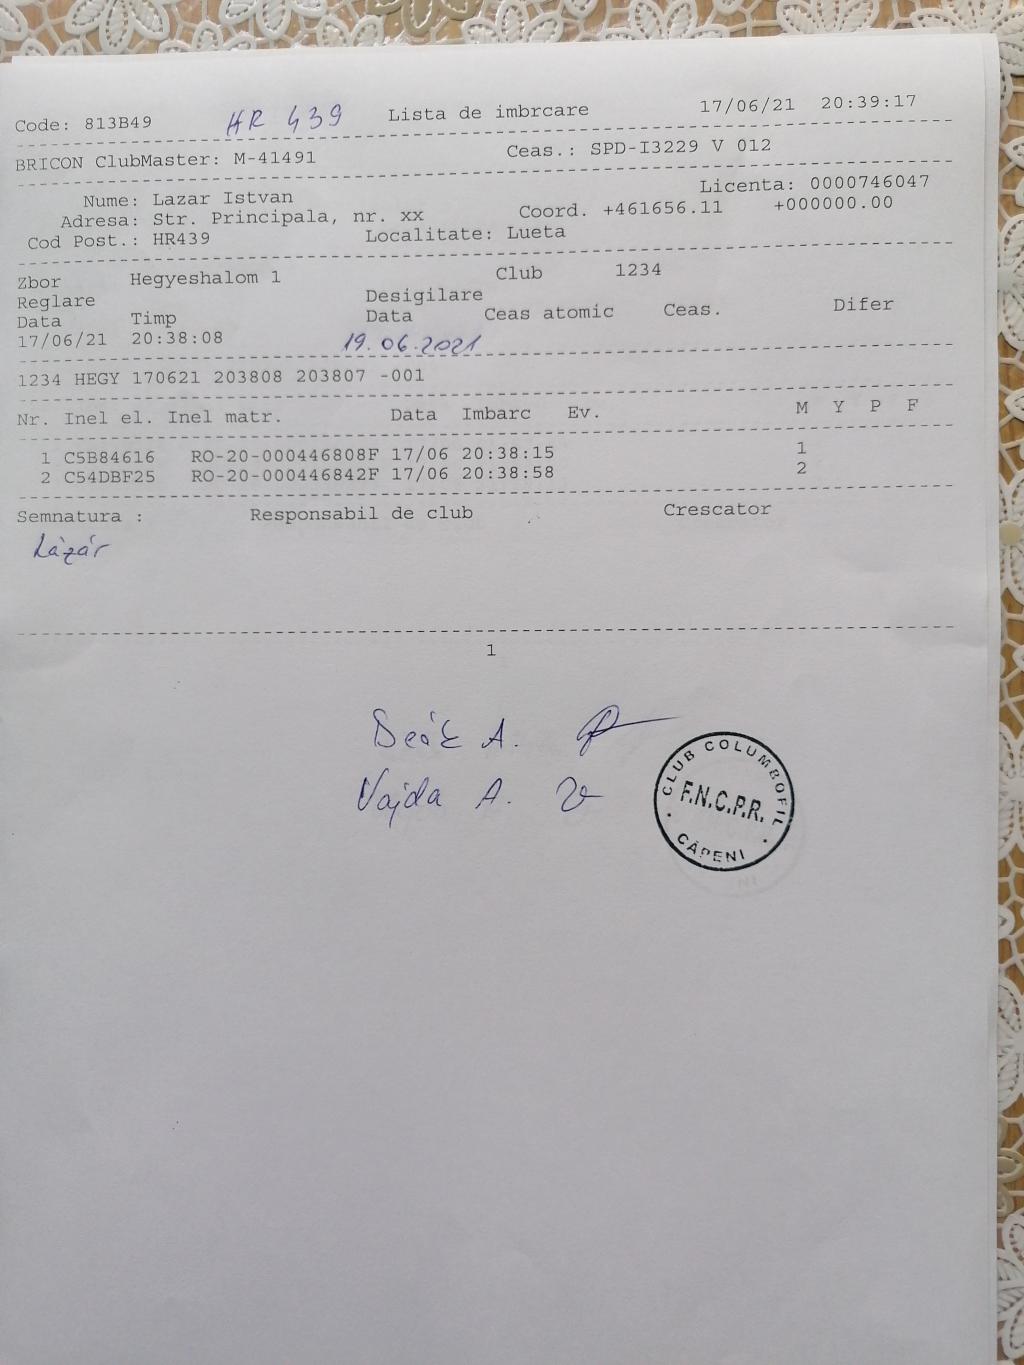 Code: 813B49 HR 439 Lista de imbrcare 17/06/21 20:39:17
BRICON ClubMaster: M-41491 Ceas.: SPD-I3229 V 012
Nume: Lazar Istvan Licenta: 0000746047
Adresa: Str. Principala, nr. xx Coord. +461656.11 +000000.00
Cod Post.: HR439 Localitate: Lueta
Zbor Hegyeshalom 1 Club 1234
Reglare Desigilare
Data Timp Data Ceas atomic Ceas. Difer
17/06/21 20:38:08 19.06.2021
1234 HEGY 170621 203808 203807 -001
Nr. Inel el. Inel matr. Data Imbarc Ev. M Y P F
1 C5B84616 RO-20-000446808F 17/06 20:38:15 1
2 C54DBF25 RO-20-000446842F 17/06 20:38:58 2
Semnatura : Responsabil de club Crescator
Lázár
1
Deák A.
Vajda A.
CLUB COLUMBOFIL
F.N.C.P.R.
CĂPENI